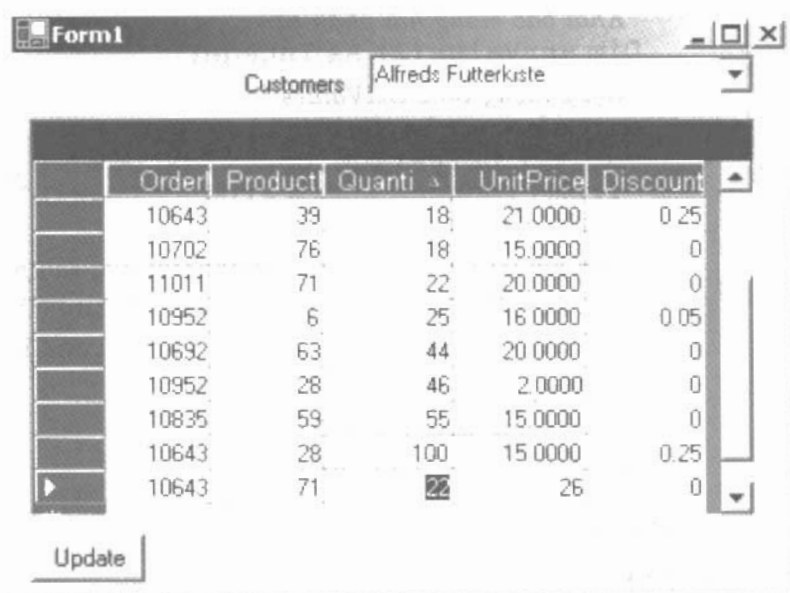 Form1
Customers Alfreds Futterkiste
OrderI ProductI Quanti UnitPrice Discount
10643 39 18 21.0000 0.25
10702 76 18 15.0000 0
11011 71 22 20.0000 0
10952 6 25 16.0000 0.05
10692 63 44 20.0000 0
10952 28 46 2.0000 0
10835 59 55 15.0000 0
10643 28 100 15.0000 0.25
10643 71 22 26 0
Update